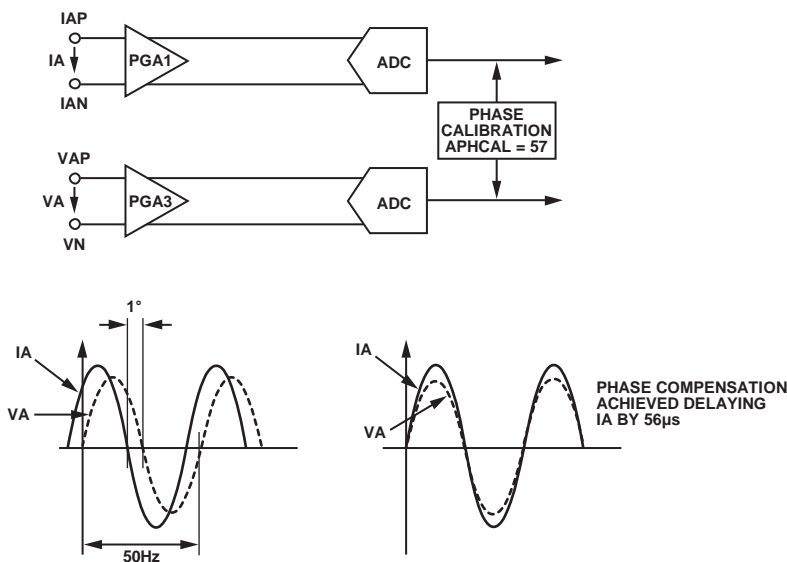 IAP
IA
IAN
PGA1
ADC
PHASE
CALIBRATION
APHCAL = 57
VAP
VA
VN
PGA3
ADC
1°
IA
VA
50Hz
IA
VA
PHASE COMPENSATION
ACHIEVED DELAYING
IA BY 56µs